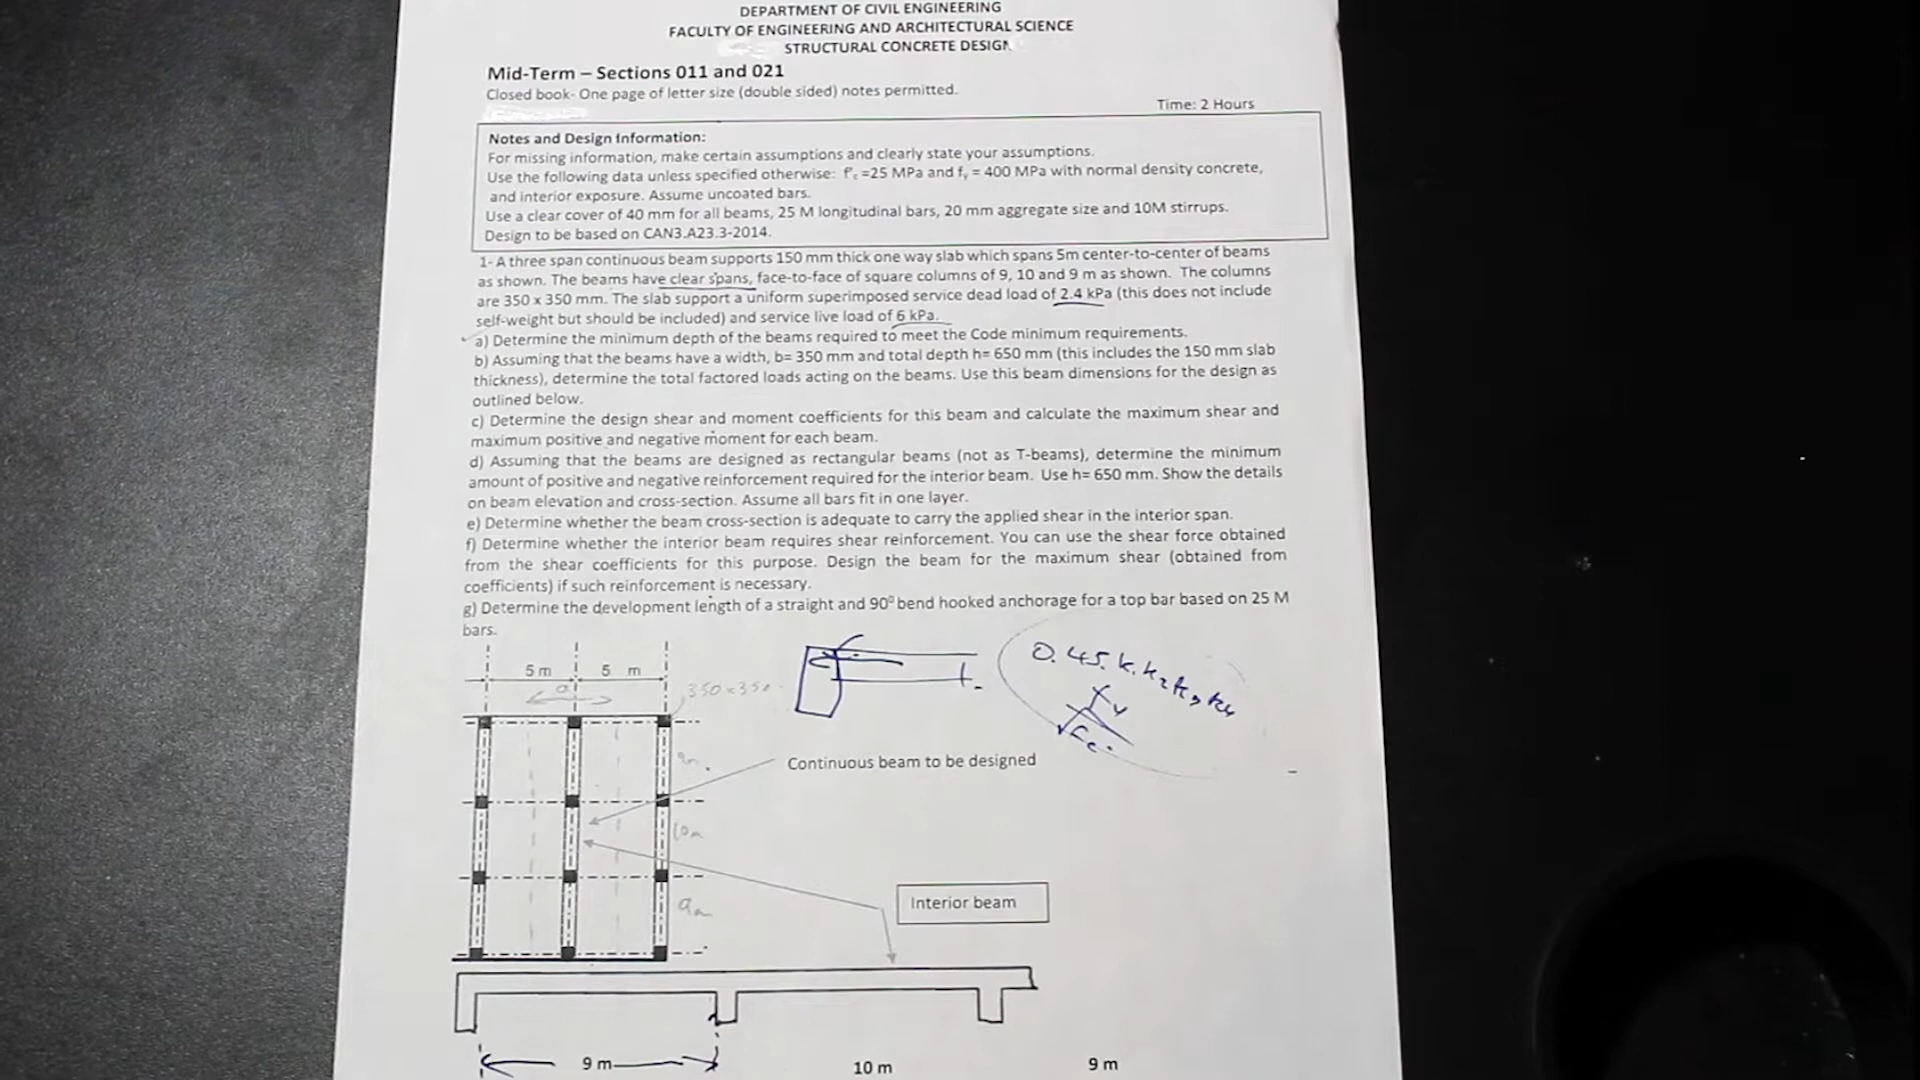 DEPARTMENT OF CIVIL ENGINEERING
FACULTY OF ENGINEERING AND ARCHITECTURAL SCIENCE
STRUCTURAL CONCRETE DESIGN
Mid-Term – Sections 011 and 021
Closed book- One page of letter size (double sided) notes permitted.
Time: 2 Hours
Notes and Design Information:
For missing information, make certain assumptions and clearly state your assumptions.
Use the following data unless specified otherwise: f'c =25 MPa and fy = 400 MPa with normal density concrete,
and interior exposure. Assume uncoated bars.
Use a clear cover of 40 mm for all beams, 25 M longitudinal bars, 20 mm aggregate size and 10M stirrups.
Design to be based on CAN3.A23.3-2014.
1- A three span continuous beam supports 150 mm thick one way slab which spans 5m center-to-center of beams
as shown. The beams have clear spans, face-to-face of square columns of 9, 10 and 9 m as shown. The columns
are 350 x 350 mm. The slab support a uniform superimposed service dead load of 2.4 kPa (this does not include
self-weight but should be included) and service live load of 6 kPa.
a) Determine the minimum depth of the beams required to meet the Code minimum requirements.
b) Assuming that the beams have a width, b= 350 mm and total depth h= 650 mm (this includes the 150 mm slab
thickness), determine the total factored loads acting on the beams. Use this beam dimensions for the design as
outlined below.
c) Determine the design shear and moment coefficients for this beam and calculate the maximum shear and
maximum positive and negative moment for each beam.
d) Assuming that the beams are designed as rectangular beams (not as T-beams), determine the minimum
amount of positive and negative reinforcement required for the interior beam. Use h= 650 mm. Show the details
on beam elevation and cross-section. Assume all bars fit in one layer.
e) Determine whether the beam cross-section is adequate to carry the applied shear in the interior span.
f) Determine whether the interior beam requires shear reinforcement. You can use the shear force obtained
from the shear coefficients for this purpose. Design the beam for the maximum shear (obtained from
coefficients) if such reinforcement is necessary.
g) Determine the development length of a straight and 90⁰ bend hooked anchorage for a top bar based on 25 M
bars.
5 m 5 m
350 x 350
0.45. k. k2 k3 k4
fy
√fc'
9m
Continuous beam to be designed
10m
Interior beam
9m
9 m 10 m 9 m